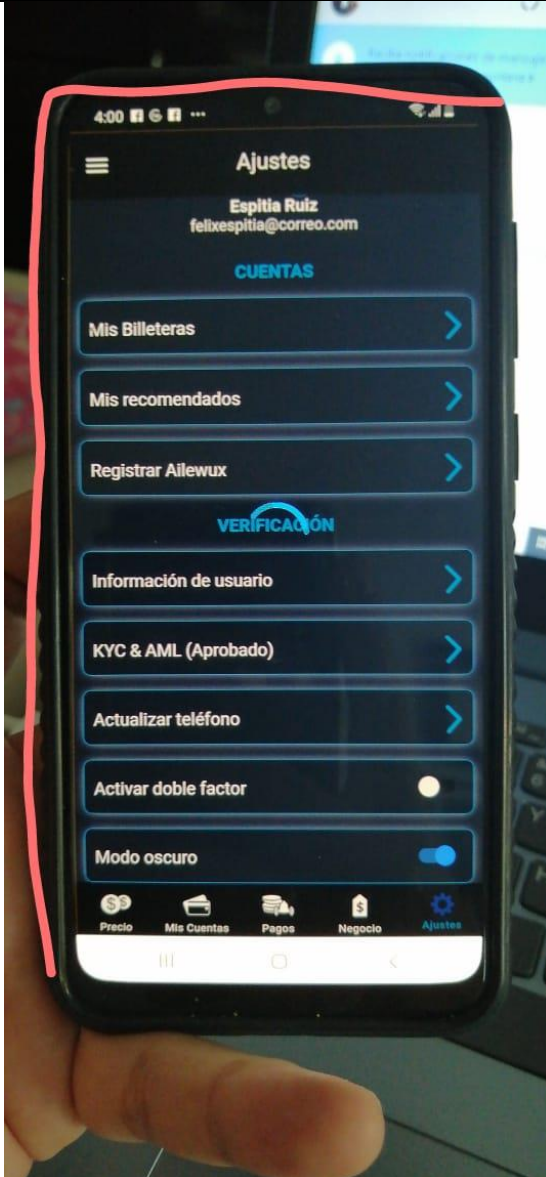 4:00
Ajustes
Espitia Ruiz
felixespitia@correo.com
CUENTAS
Mis Billeteras
Mis recomendados
Registrar Ailewux
VERIFICACIÓN
Información de usuario
KYC & AML (Aprobado)
Actualizar teléfono
Activar doble factor
Modo oscuro
Precio
Mis Cuentas
Pagos
Negocio
Ajustes